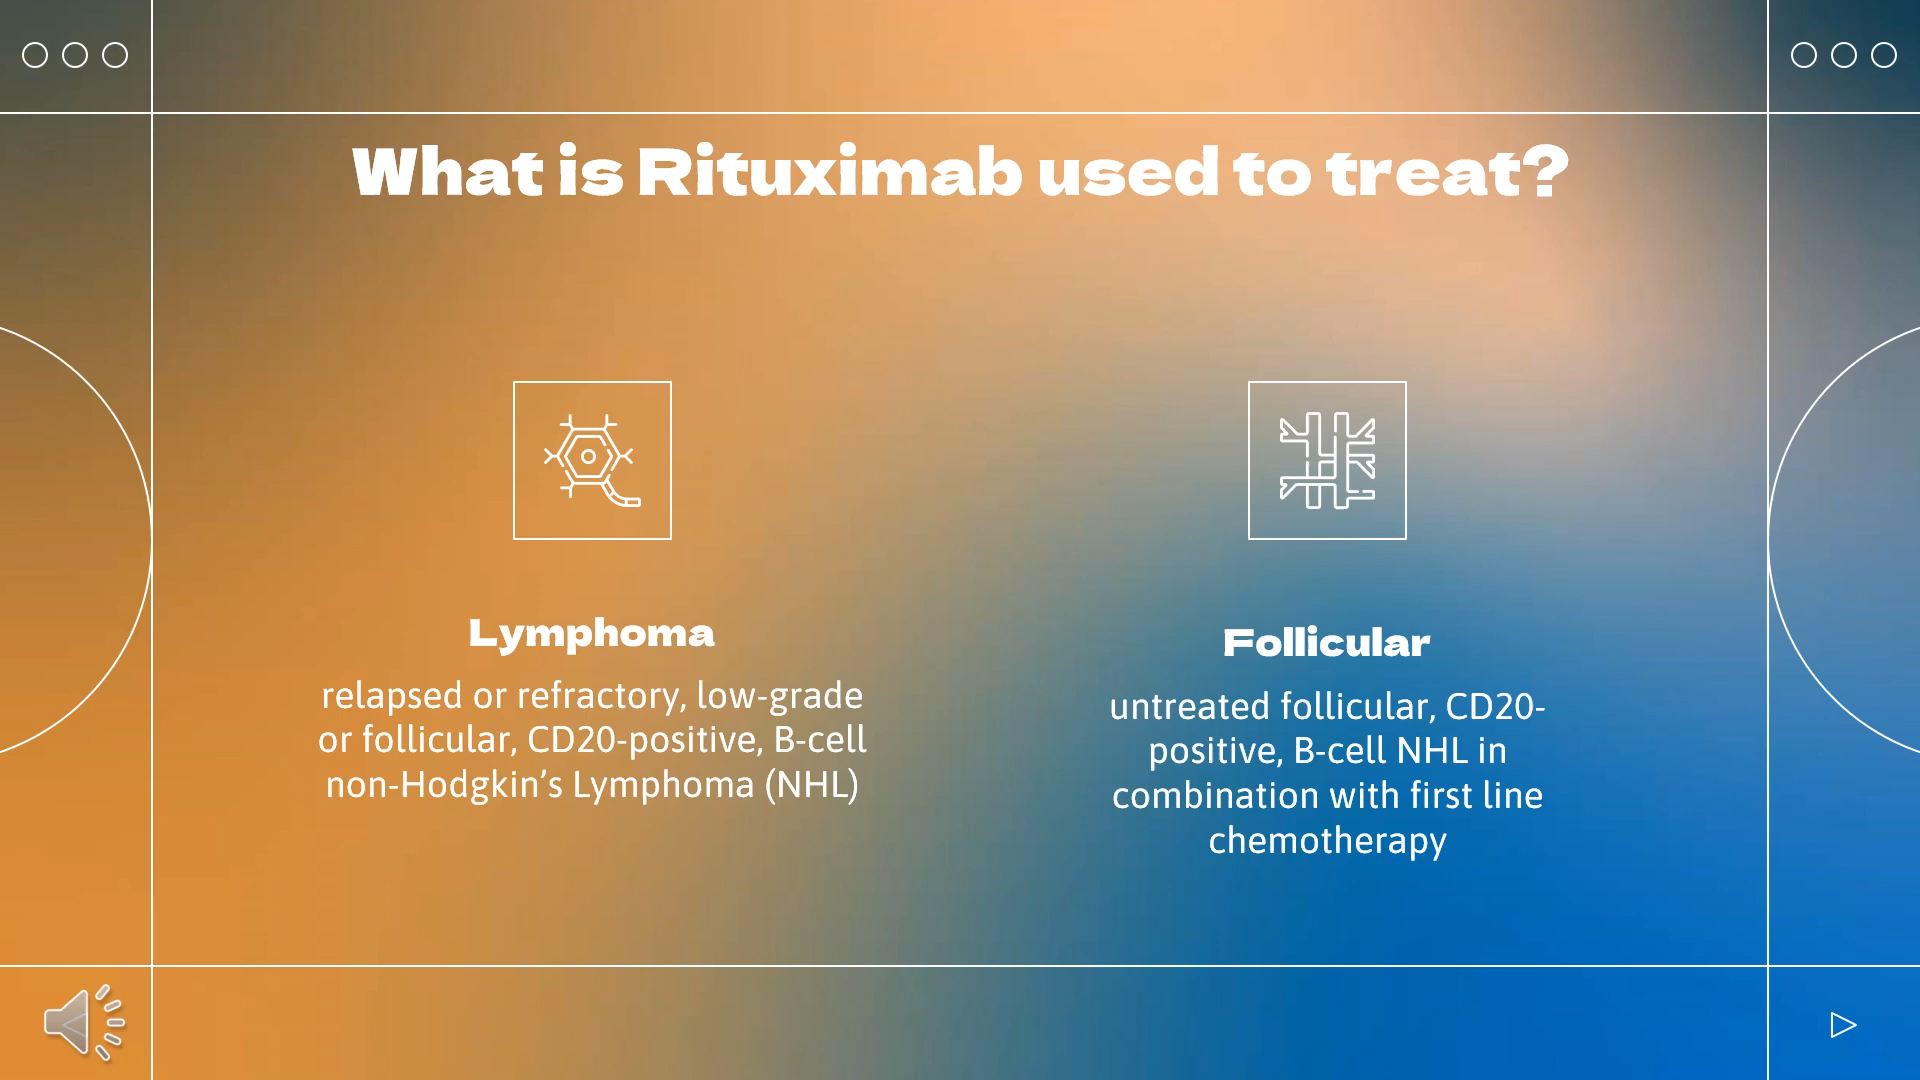 What is Rituximab used to treat?
Lymphoma
relapsed or refractory, low-grade
or follicular, CD20-positive, B-cell
non-Hodgkin’s Lymphoma (NHL)
Follicular
untreated follicular, CD20-
positive, B-cell NHL in
combination with first line
chemotherapy